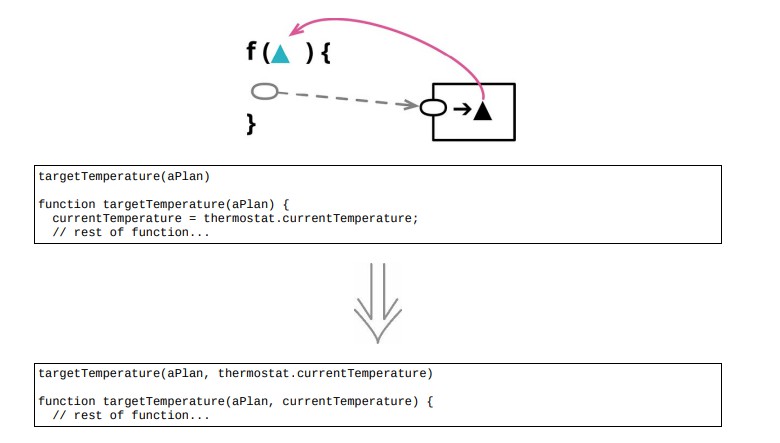 f ( ) {
}
targetTemperature(aPlan)
function targetTemperature(aPlan) {
currentTemperature = thermostat.currentTemperature;
// rest of function...
targetTemperature(aPlan, thermostat.currentTemperature)
function targetTemperature(aPlan, currentTemperature) {
// rest of function...